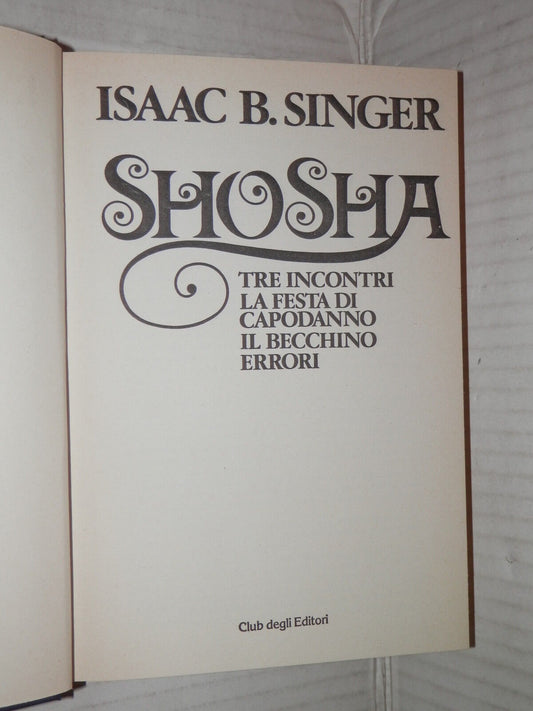 ISAAC B. SINGER
SHOSHA
TRE INCONTRI
LA FESTA DI
CAPODANNO
IL BECCHINO
ERRORI
Club degli Editori